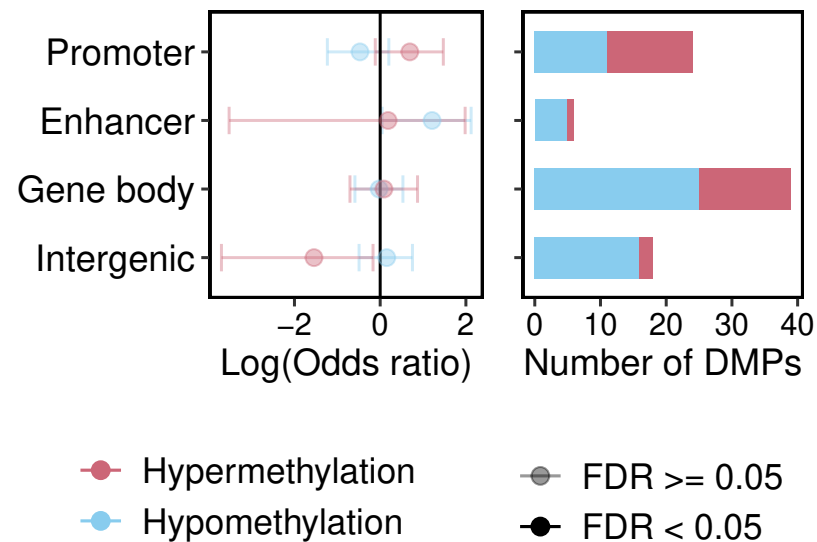 Promoter
Enhancer
Gene body
Intergenic
−2 0 2
0 10 20 30 40
Log(Odds ratio)
Number of DMPs
Hypermethylation
Hypomethylation
FDR >= 0.05
FDR < 0.05